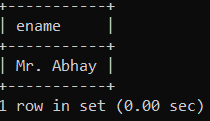 +-----------+
| ename     |
+-----------+
| Mr. Abhay |
+-----------+
1 row in set (0.00 sec)